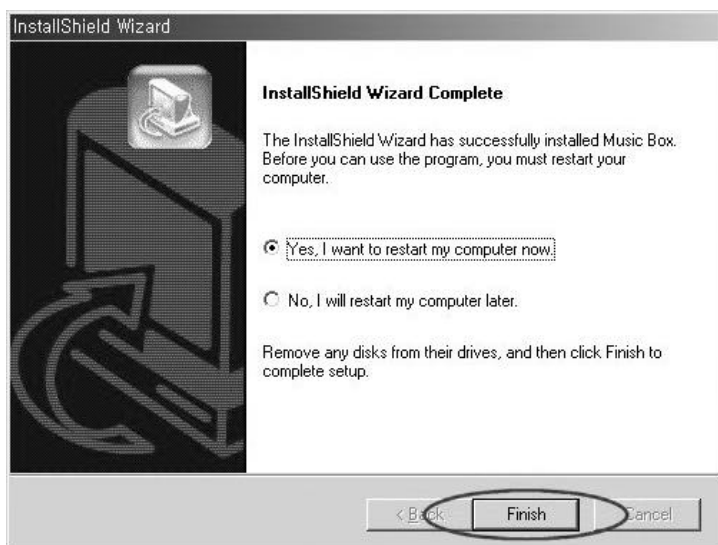 InstallShield Wizard
InstallShield Wizard Complete
The InstallShield Wizard has successfully installed Music Box.
Before you can use the program, you must restart your
computer.
Yes, I want to restart my computer now.
No, I will restart my computer later.
Remove any disks from their drives, and then click Finish to
complete setup.
< Back Finish Cancel